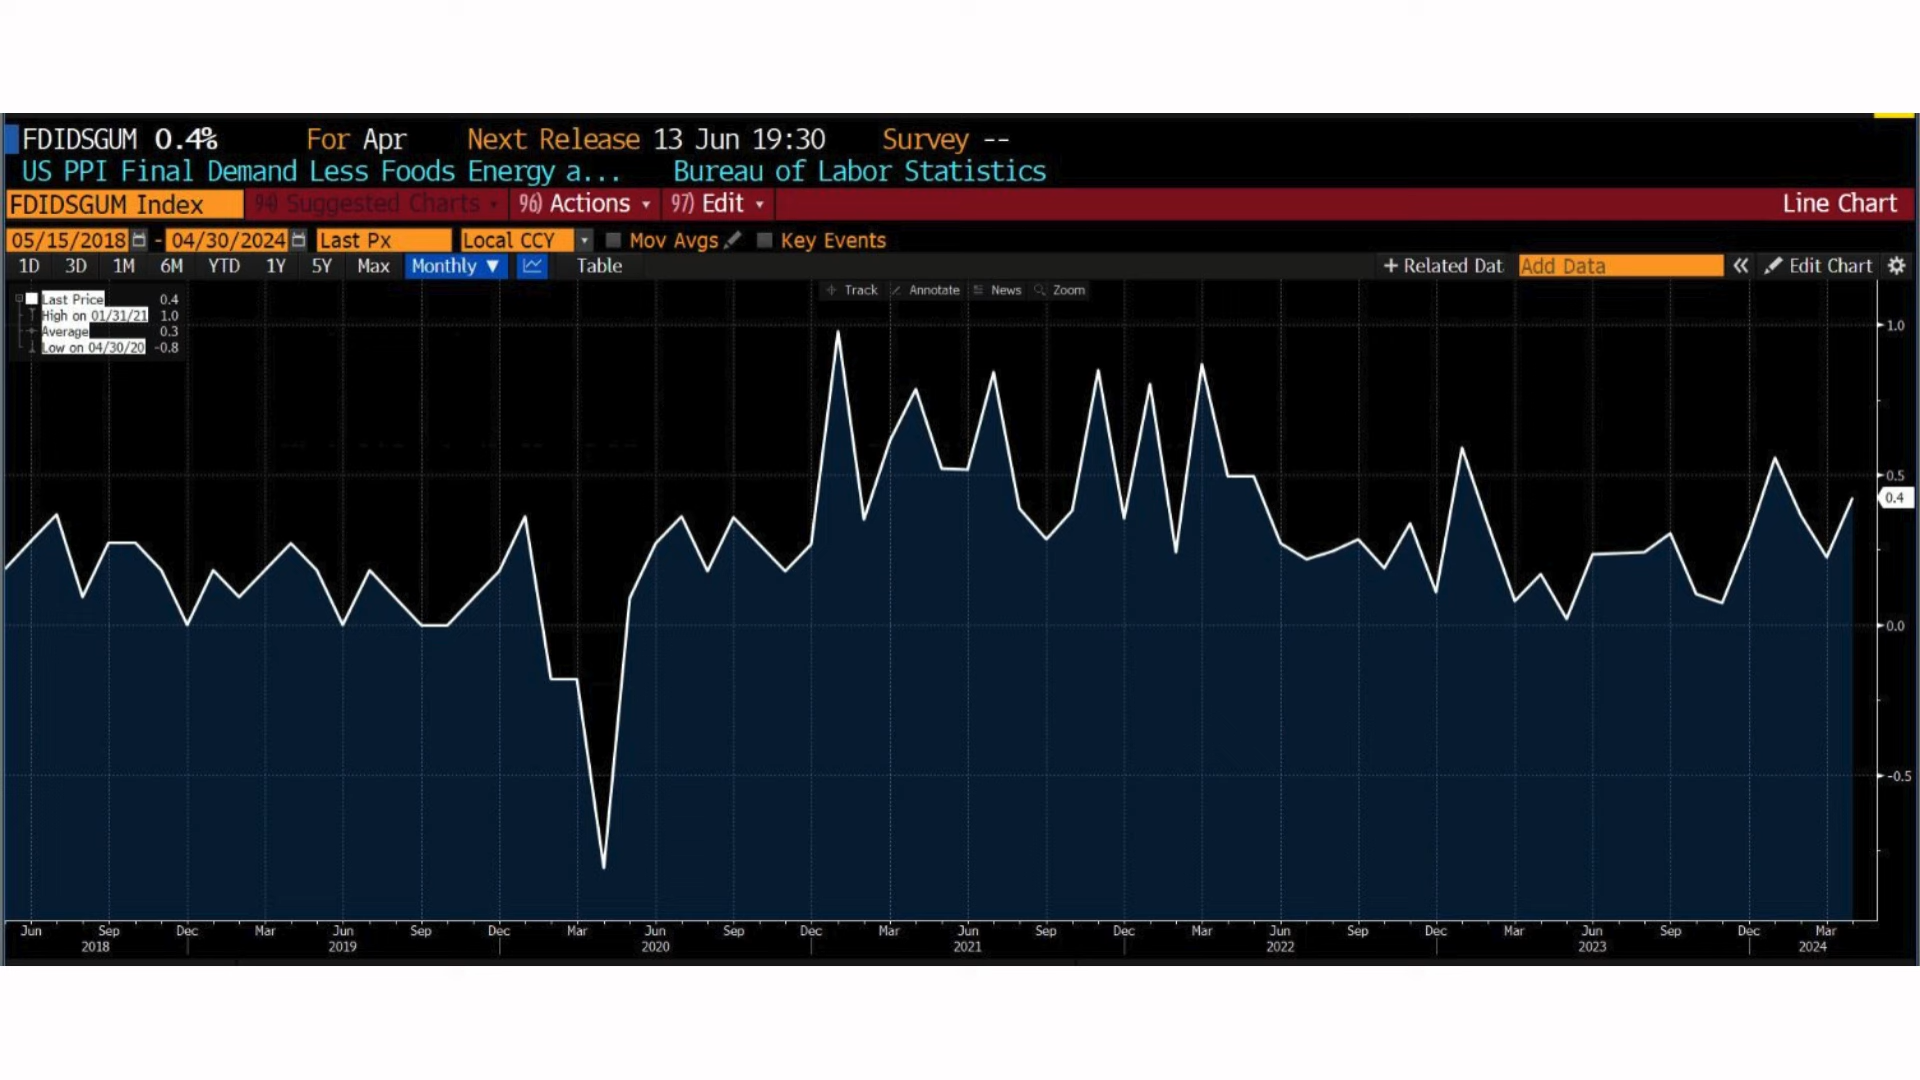 FDIDSGUM 0.4% For Apr Next Release 13 Jun 19:30 Survey --
US PPI Final Demand Less Foods Energy a... Bureau of Labor Statistics
FDIDSGUM Index 94) Suggested Charts 96) Actions 97) Edit Line Chart
05/15/2018 - 04/30/2024 Last Px Local CCY Mov Avgs Key Events
1D 3D 1M 6M YTD 1Y 5Y Max Monthly ▼ Table + Related Dat Add Data « Edit Chart
Track Annotate News Zoom
Last Price 0.4
High on 01/31/21 1.0
Average 0.3
Low on 04/30/20 -0.8
1.0
0.5
0.4
0.0
-0.5
Jun Sep Dec Mar Jun Sep Dec Mar Jun Sep Dec Mar Jun Sep Dec Mar Jun Sep Dec Mar Jun Sep Dec Mar
2018 2019 2020 2021 2022 2023 2024